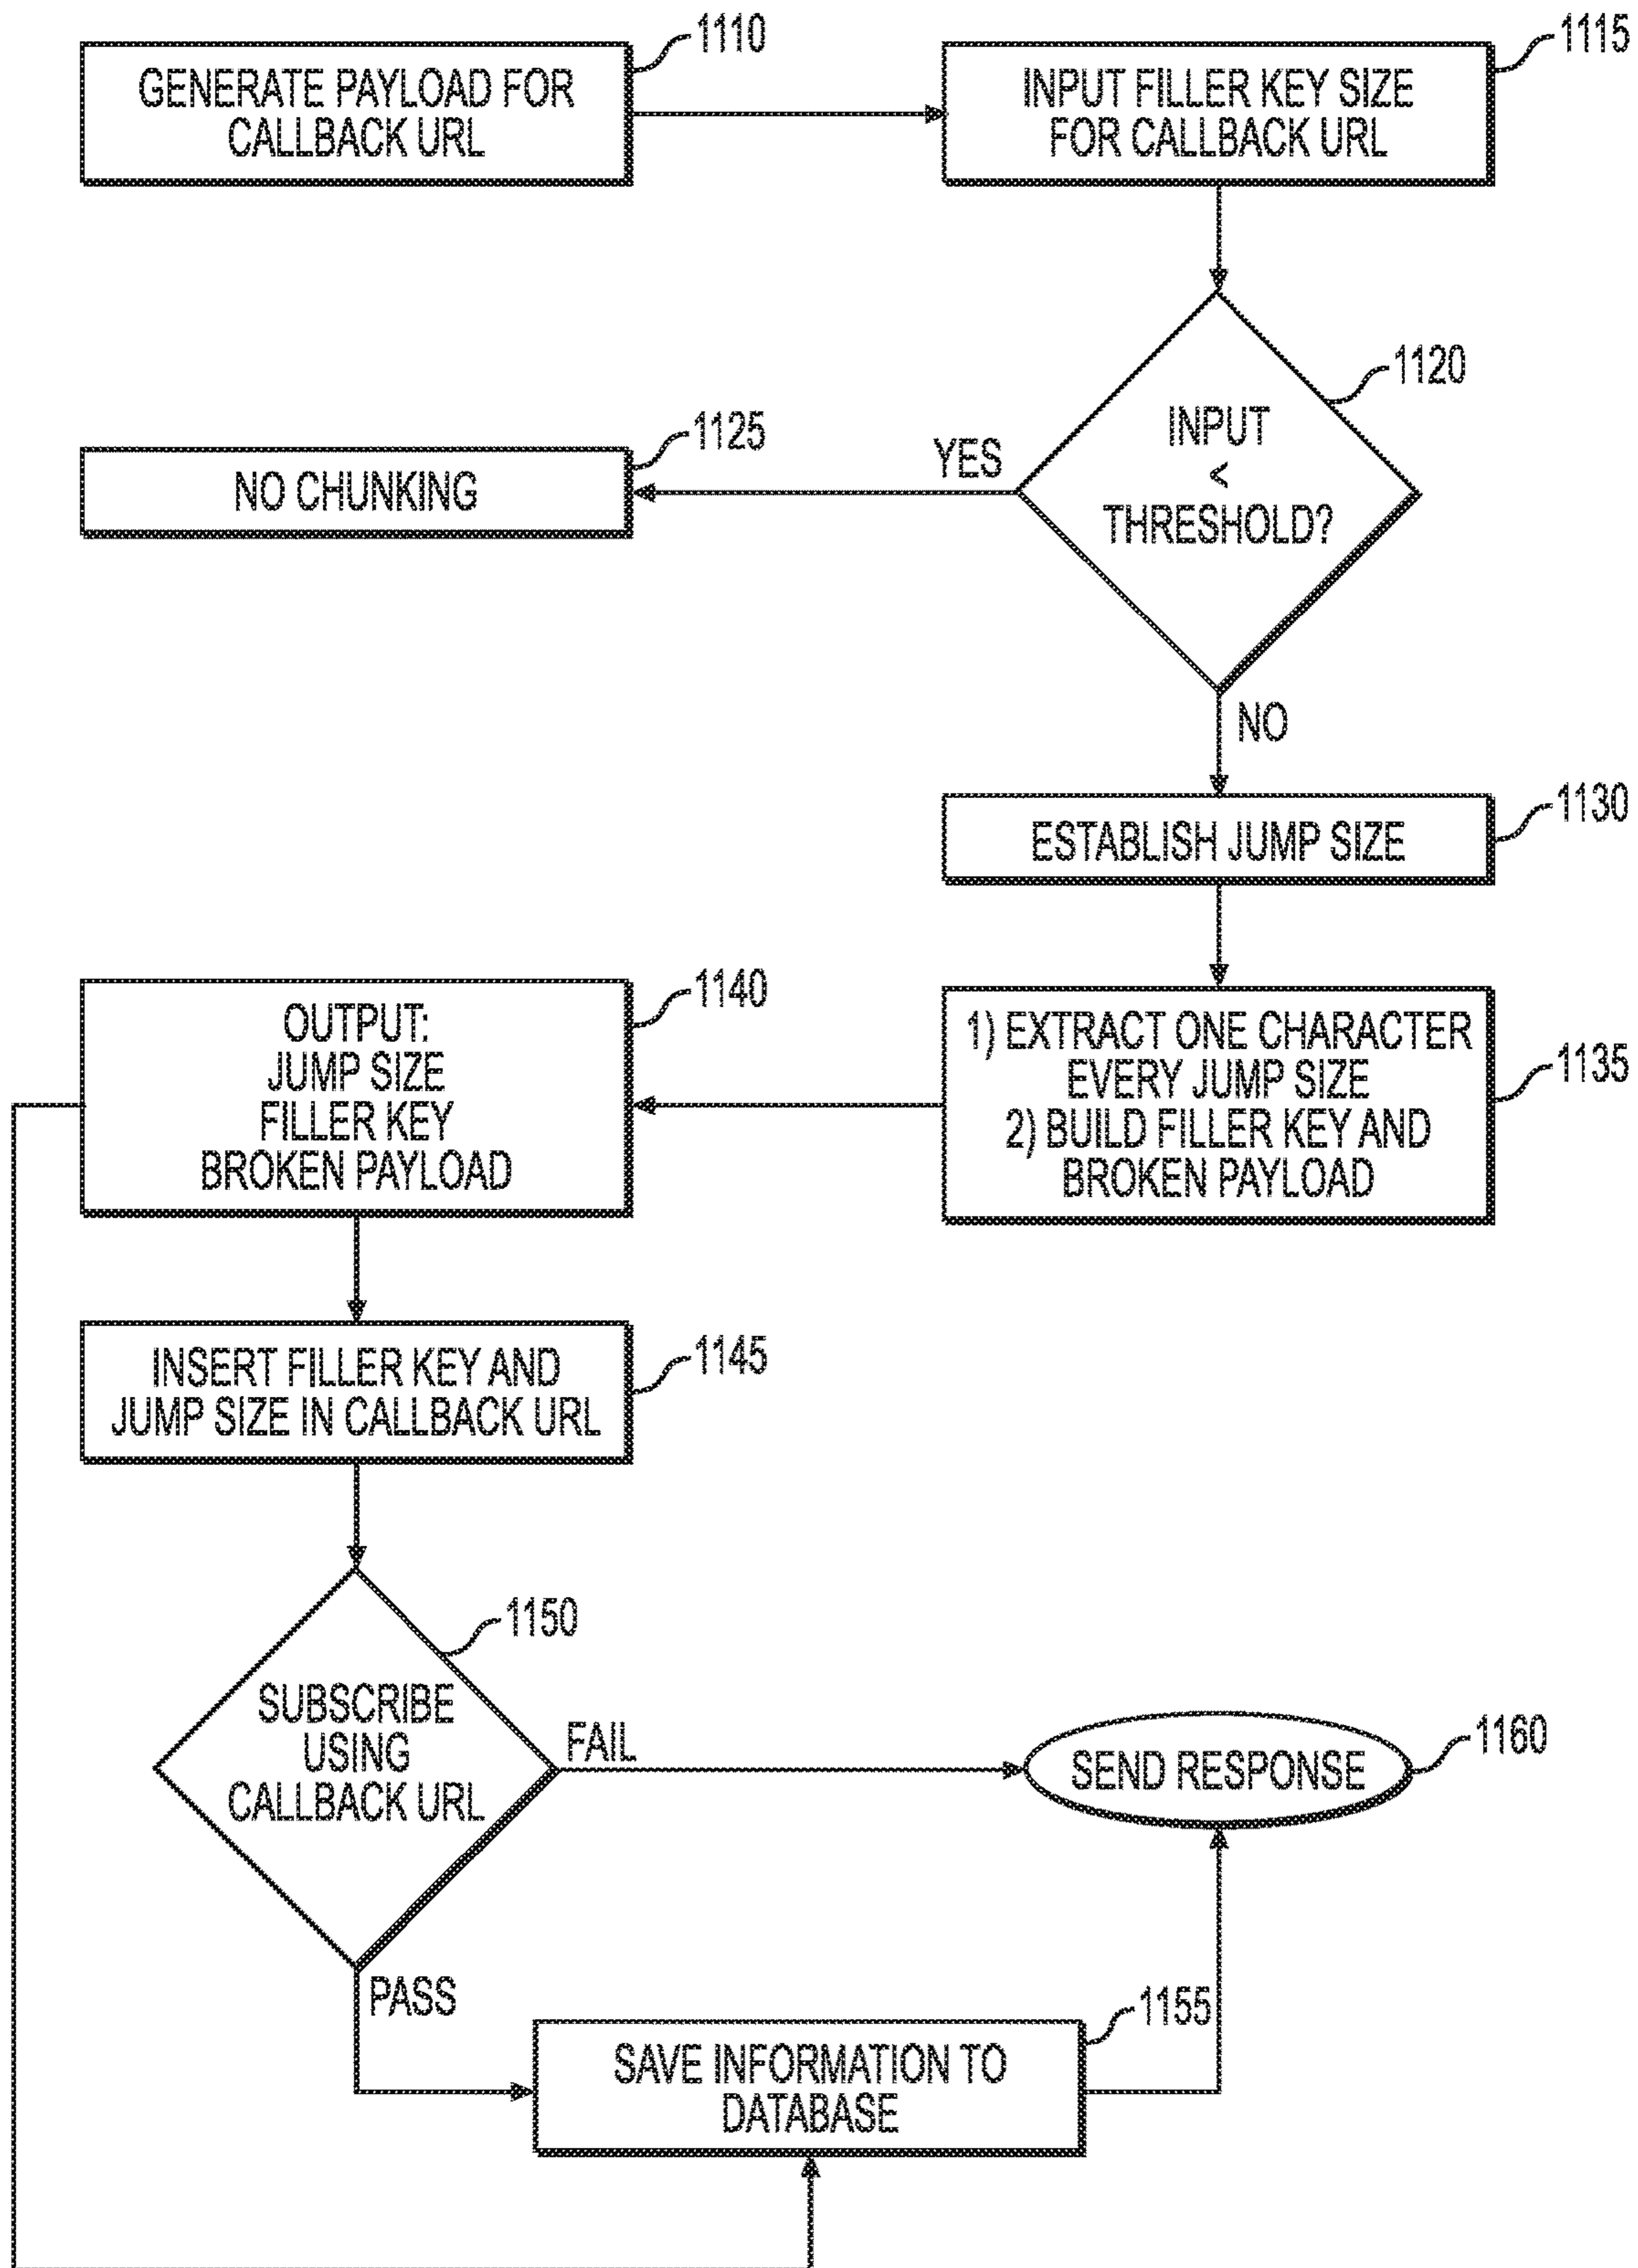 1110
GENERATE PAYLOAD FOR
CALLBACK URL
1115
INPUT FILLER KEY SIZE
FOR CALLBACK URL
1120
INPUT
<
THRESHOLD?
YES
1125
NO CHUNKING
NO
1130
ESTABLISH JUMP SIZE
1135
1) EXTRACT ONE CHARACTER
EVERY JUMP SIZE
2) BUILD FILLER KEY AND
BROKEN PAYLOAD
1140
OUTPUT:
JUMP SIZE
FILLER KEY
BROKEN PAYLOAD
1145
INSERT FILLER KEY AND
JUMP SIZE IN CALLBACK URL
1150
SUBSCRIBE
USING
CALLBACK URL
FAIL
1160
SEND RESPONSE
PASS
1155
SAVE INFORMATION TO
DATABASE